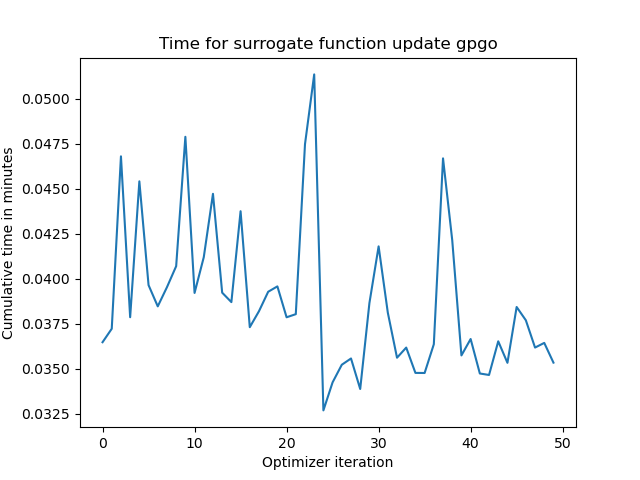 Time for surrogate function update gpgo
Cumulative time in minutes
0.0500
0.0475
0.0450
0.0425
0.0400
0.0375
0.0350
0.0325
0 10 20 30 40 50
Optimizer iteration